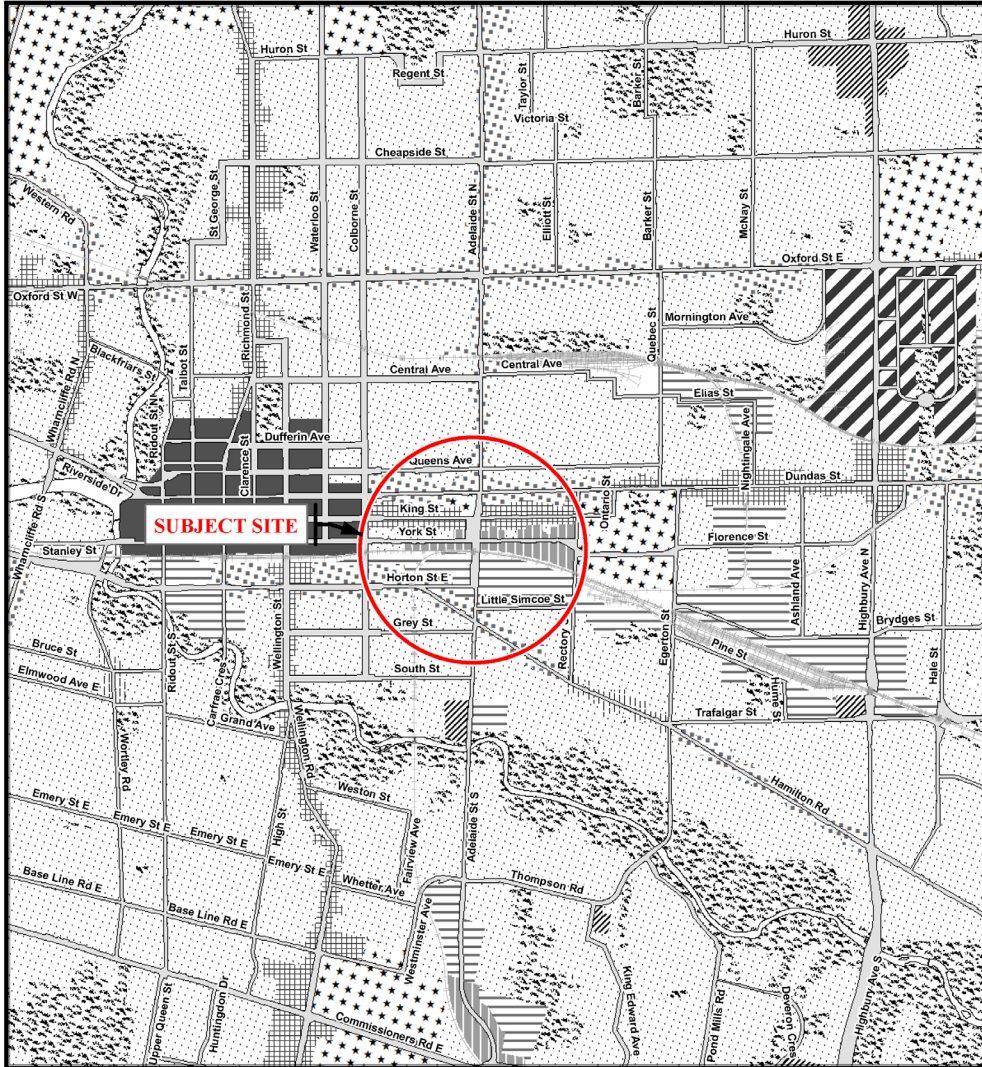 Huron St
Huron St
Regent St
Taylor St
Barker St
Victoria St
Cheapside St
St George St
Western Rd
Waterloo St
Colborne St
Adelaide St N
Elliott St
Barker St
McNay St
Oxford St E
Oxford St W
Richmond St
Mornington Ave
Quebec St
Blackfriars St
Talbot St
Central Ave
Central Ave
Elias St
Wharncliffe Rd N
Ridout St N
Clarence St
Dufferin Ave
Nightingale Ave
Queens Ave
Dundas St
Riverside Dr
Ontario St
King St
SUBJECT SITE
York St
Florence St
Wharncliffe Rd S
Stanley St
Horton St E
Ashland Ave
Highbury Ave N
Little Simcoe St
Grey St
Rectory S
Egerton St
Brydges St
Bruce St
Ridout St S
Wellington St
Pine St
Hale St
South St
Elmwood Ave E
Carfrae Cres
Hume St
Grand Ave
Trafalgar St
Wortley Rd
Wellington Rd
Weston St
Hamilton Rd
Emery St E
Emery St E
Emery St E
High St
Fairview Ave
Adelaide St S
Emery St E
Whetter Ave
Thompson Rd
Base Line Rd E
Base Line Rd E
Westminster Ave
Upper Queen St
Huntingdon Dr
Commissioners Rd E
King Edward Ave
Pond Mills Rd
Deveron Cres
Highbury Ave S